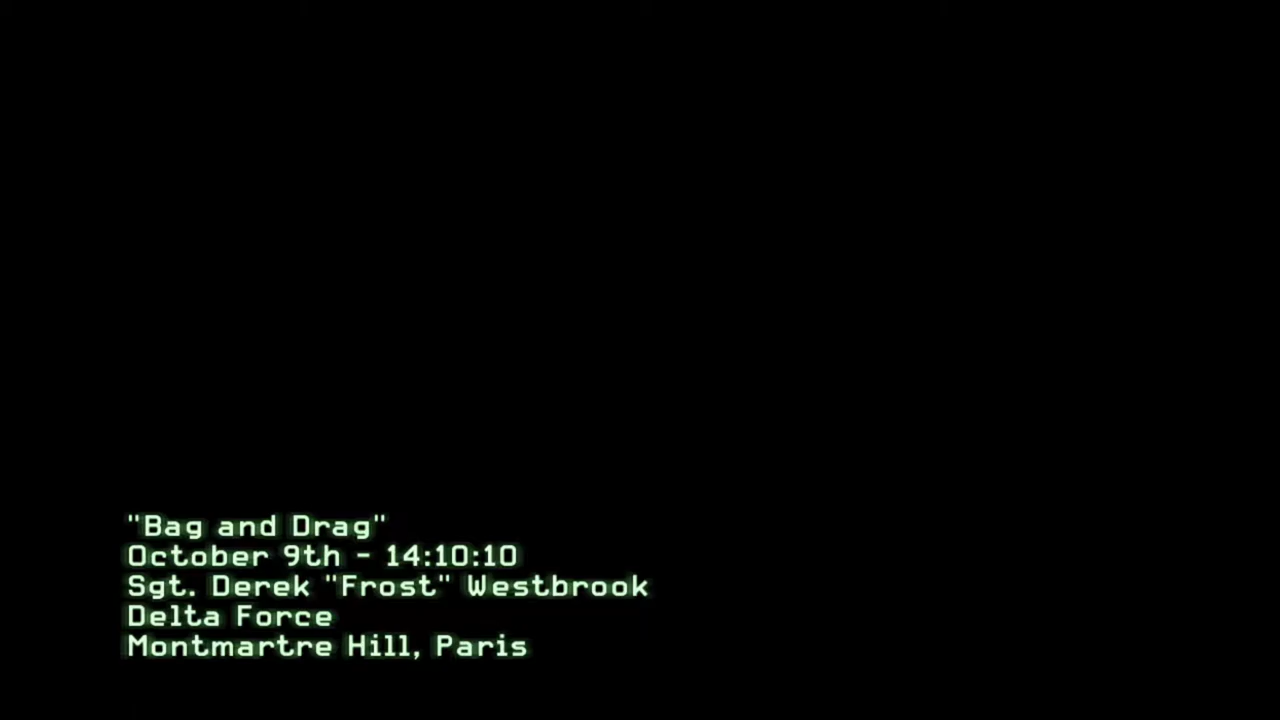 "Bag and Drag"
October 9th - 14:10:10
Sgt. Derek "Frost" Westbrook
Delta Force
Montmartre Hill, Paris